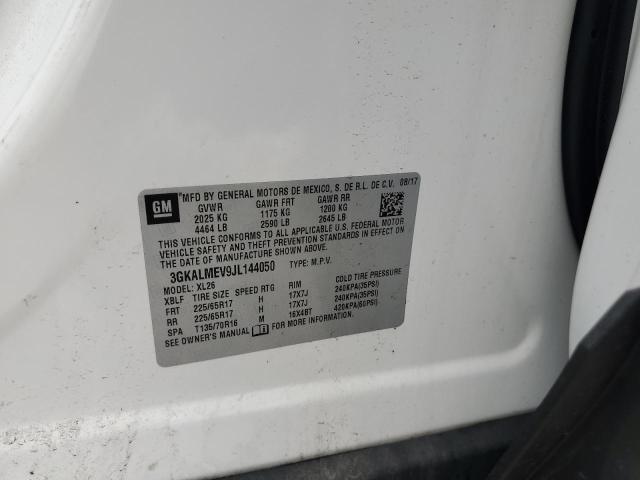 GM
MFD BY GENERAL MOTORS DE MEXICO, S. DE R.L. DE C.V. 08/17
GVWR GAWR FRT GAWR RR
2025 KG 1175 KG 1200 KG
4464 LB 2590 LB 2645 LB
THIS VEHICLE CONFORMS TO ALL APPLICABLE U.S. FEDERAL MOTOR
VEHICLE SAFETY AND THEFT PREVENTION STANDARDS IN EFFECT ON
THE DATE OF MANUFACTURE SHOWN ABOVE.
3GKALMEV9JL144050 TYPE: M.P.V.
MODEL: XL26
XBLF TIRE SIZE SPEED RTG RIM COLD TIRE PRESSURE
FRT 225/65R17 H 17X7J 240KPA(35PSI)
RR 225/65R17 H 17X7J 240KPA(35PSI)
SPA T135/70R16 M 16X4BT 420KPA(60PSI)
SEE OWNER'S MANUAL FOR MORE INFORMATION.